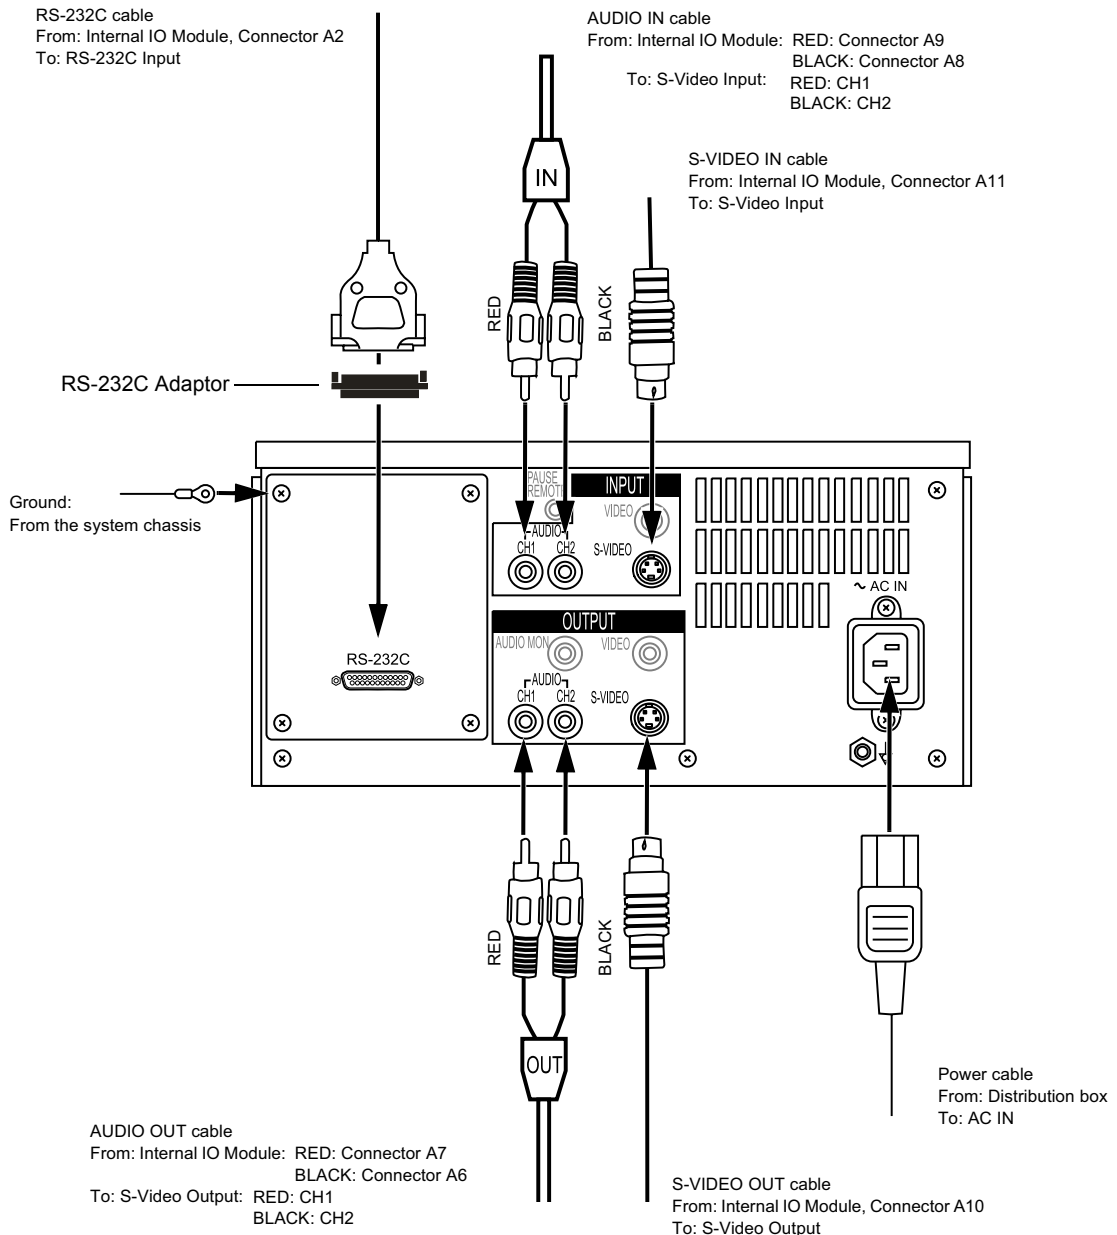 RS-232C cable
From: Internal IO Module, Connector A2
To: RS-232C Input
AUDIO IN cable
From: Internal IO Module: RED: Connector A9
BLACK: Connector A8
To: S-Video Input: RED: CH1
BLACK: CH2
S-VIDEO IN cable
From: Internal IO Module, Connector A11
To: S-Video Input
IN
RED
BLACK
RS-232C Adaptor
Ground:
From the system chassis
PAUSE
REMOTE
INPUT
VIDEO
AUDIO
CH1 CH2
S-VIDEO
~ AC IN
OUTPUT
AUDIO MON
VIDEO
RS-232C
AUDIO
CH1 CH2
S-VIDEO
RED
BLACK
OUT
Power cable
From: Distribution box
To: AC IN
AUDIO OUT cable
From: Internal IO Module: RED: Connector A7
BLACK: Connector A6
To: S-Video Output: RED: CH1
BLACK: CH2
S-VIDEO OUT cable
From: Internal IO Module, Connector A10
To: S-Video Output